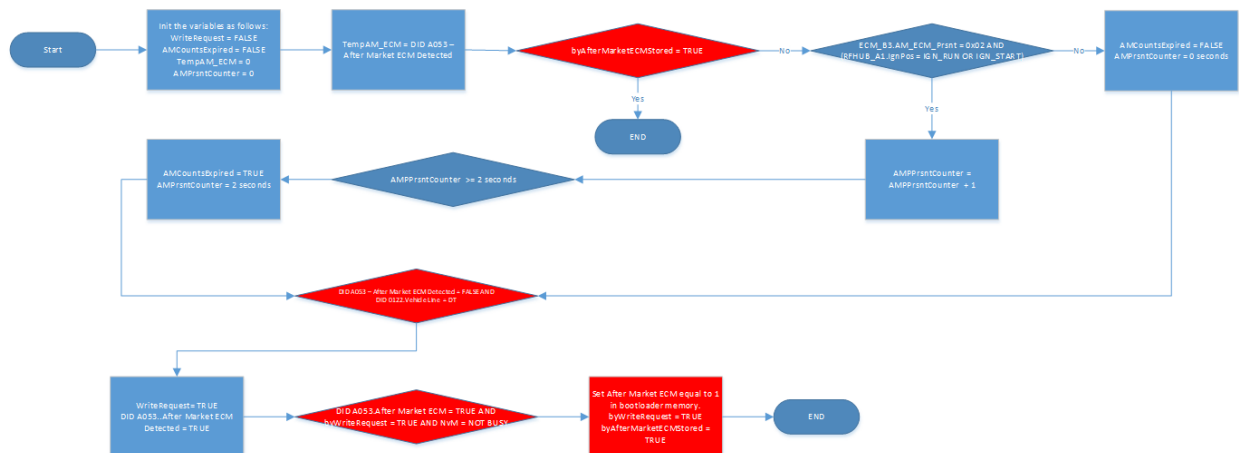 Start
Init the variables as follows:
WriteRequest = FALSE
AMCountsExpired = FALSE
TempAM_ECM = 0
AMPrsntCounter = 0
TempAM_ECM = DID A053 –
After Market ECM Detected
byAfterMarketECMStored = TRUE
No
Yes
END
ECM_B3.AM_ECM_Prsnt = 0x02 AND
(RFHUB_A1.IgnPos = IGN_RUN OR IGN_START)
No
Yes
AMCountsExpired = FALSE
AMPrsntCounter = 0 seconds
AMPPrsntCounter =
AMPPrsntCounter + 1
AMPPrsntCounter >= 2 seconds
AMCountsExpired = TRUE
AMPrsntCounter = 2 seconds
DID A053 – After Market ECM Detected = FALSE AND
DID 0122.Vehicle Line = DT
WriteRequest= TRUE
DID A053..After Market ECM
Detected = TRUE
DID A053.After Market ECM = TRUE AND
byWriteRequest = TRUE AND NvM = NOT BUSY
Set After Market ECM equal to 1
in bootloader memory.
byWriteRequest = TRUE
byAfterMarketECMStored =
TRUE
END